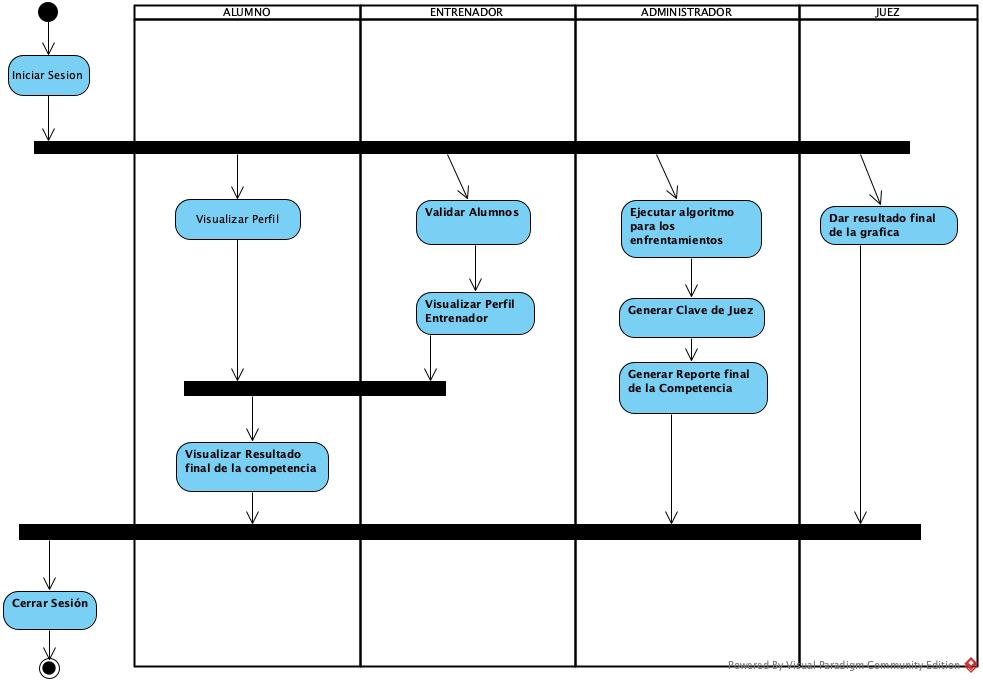 ALUMNO
ENTRENADOR
ADMINISTRADOR
JUEZ
Iniciar Sesion
Visualizar Perfil
Validar Alumnos
Ejecutar algoritmo
para los
enfrentamientos
Dar resultado final
de la grafica
Visualizar Perfil
Entrenador
Generar Clave de Juez
Generar Reporte final
de la Competencia
Visualizar Resultado
final de la competencia
Cerrar Sesión
Powered By Visual Paradigm Community Edition